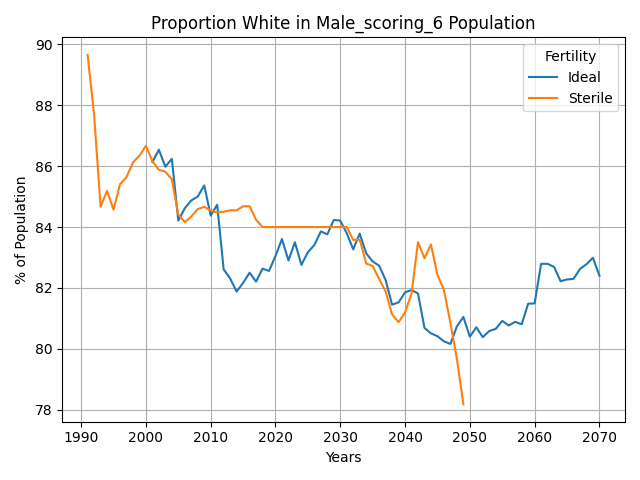 Proportion White in Male_scoring_6 Population
Fertility
Ideal
Sterile
% of Population
90
88
86
84
82
80
78
1990
2000
2010
2020
2030
2040
2050
2060
2070
Years